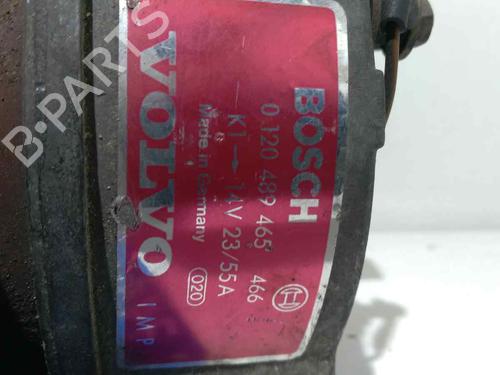 BOSCH
0 120 489 465 466
K1 → 14V 23/55A
Made in Germany 020
VOLVO IMP
B-PARTS